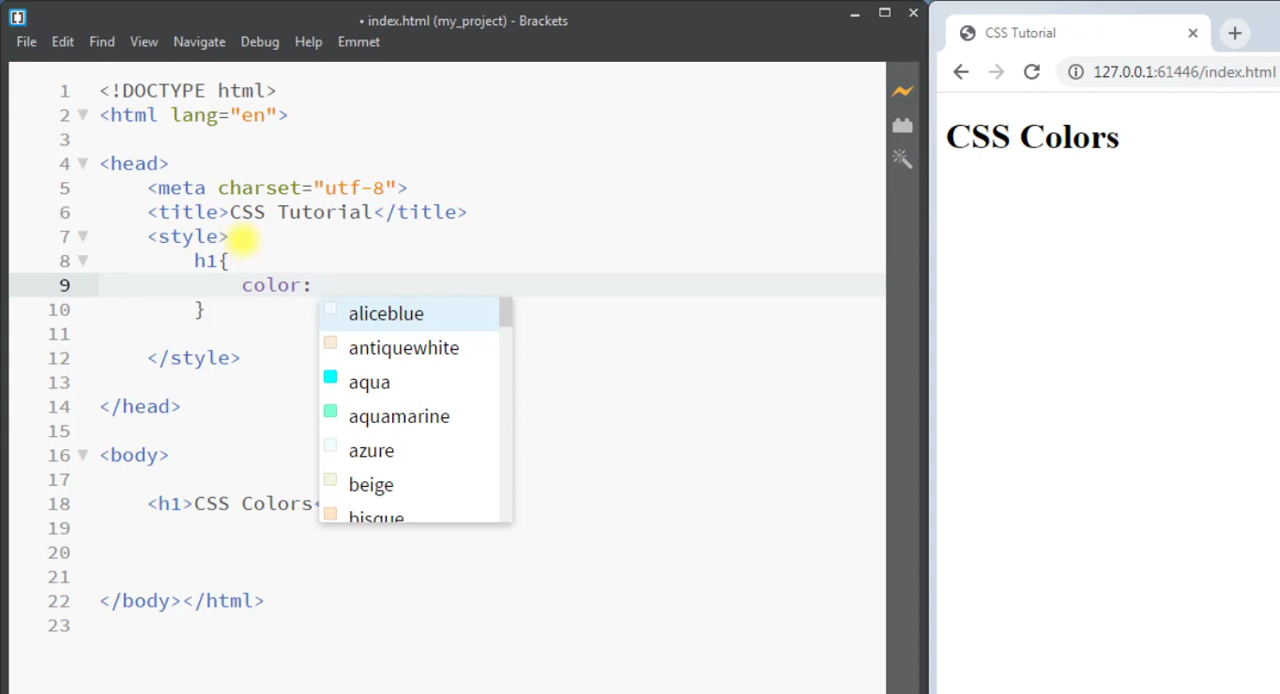 • index.html (my_project) - Brackets
File Edit Find View Navigate Debug Help Emmet
1 <!DOCTYPE html>
2 <html lang="en">
3
4 <head>
5 <meta charset="utf-8">
6 <title>CSS Tutorial</title>
7 <style>
8 h1{
9 color:
10 }
11
12 </style>
13
14 </head>
15
16 <body>
17
18 <h1>CSS Colors<
19
20
21
22 </body></html>
23
aliceblue
antiquewhite
aqua
aquamarine
azure
beige
bisque
CSS Tutorial
127.0.0.1:61446/index.html
CSS Colors